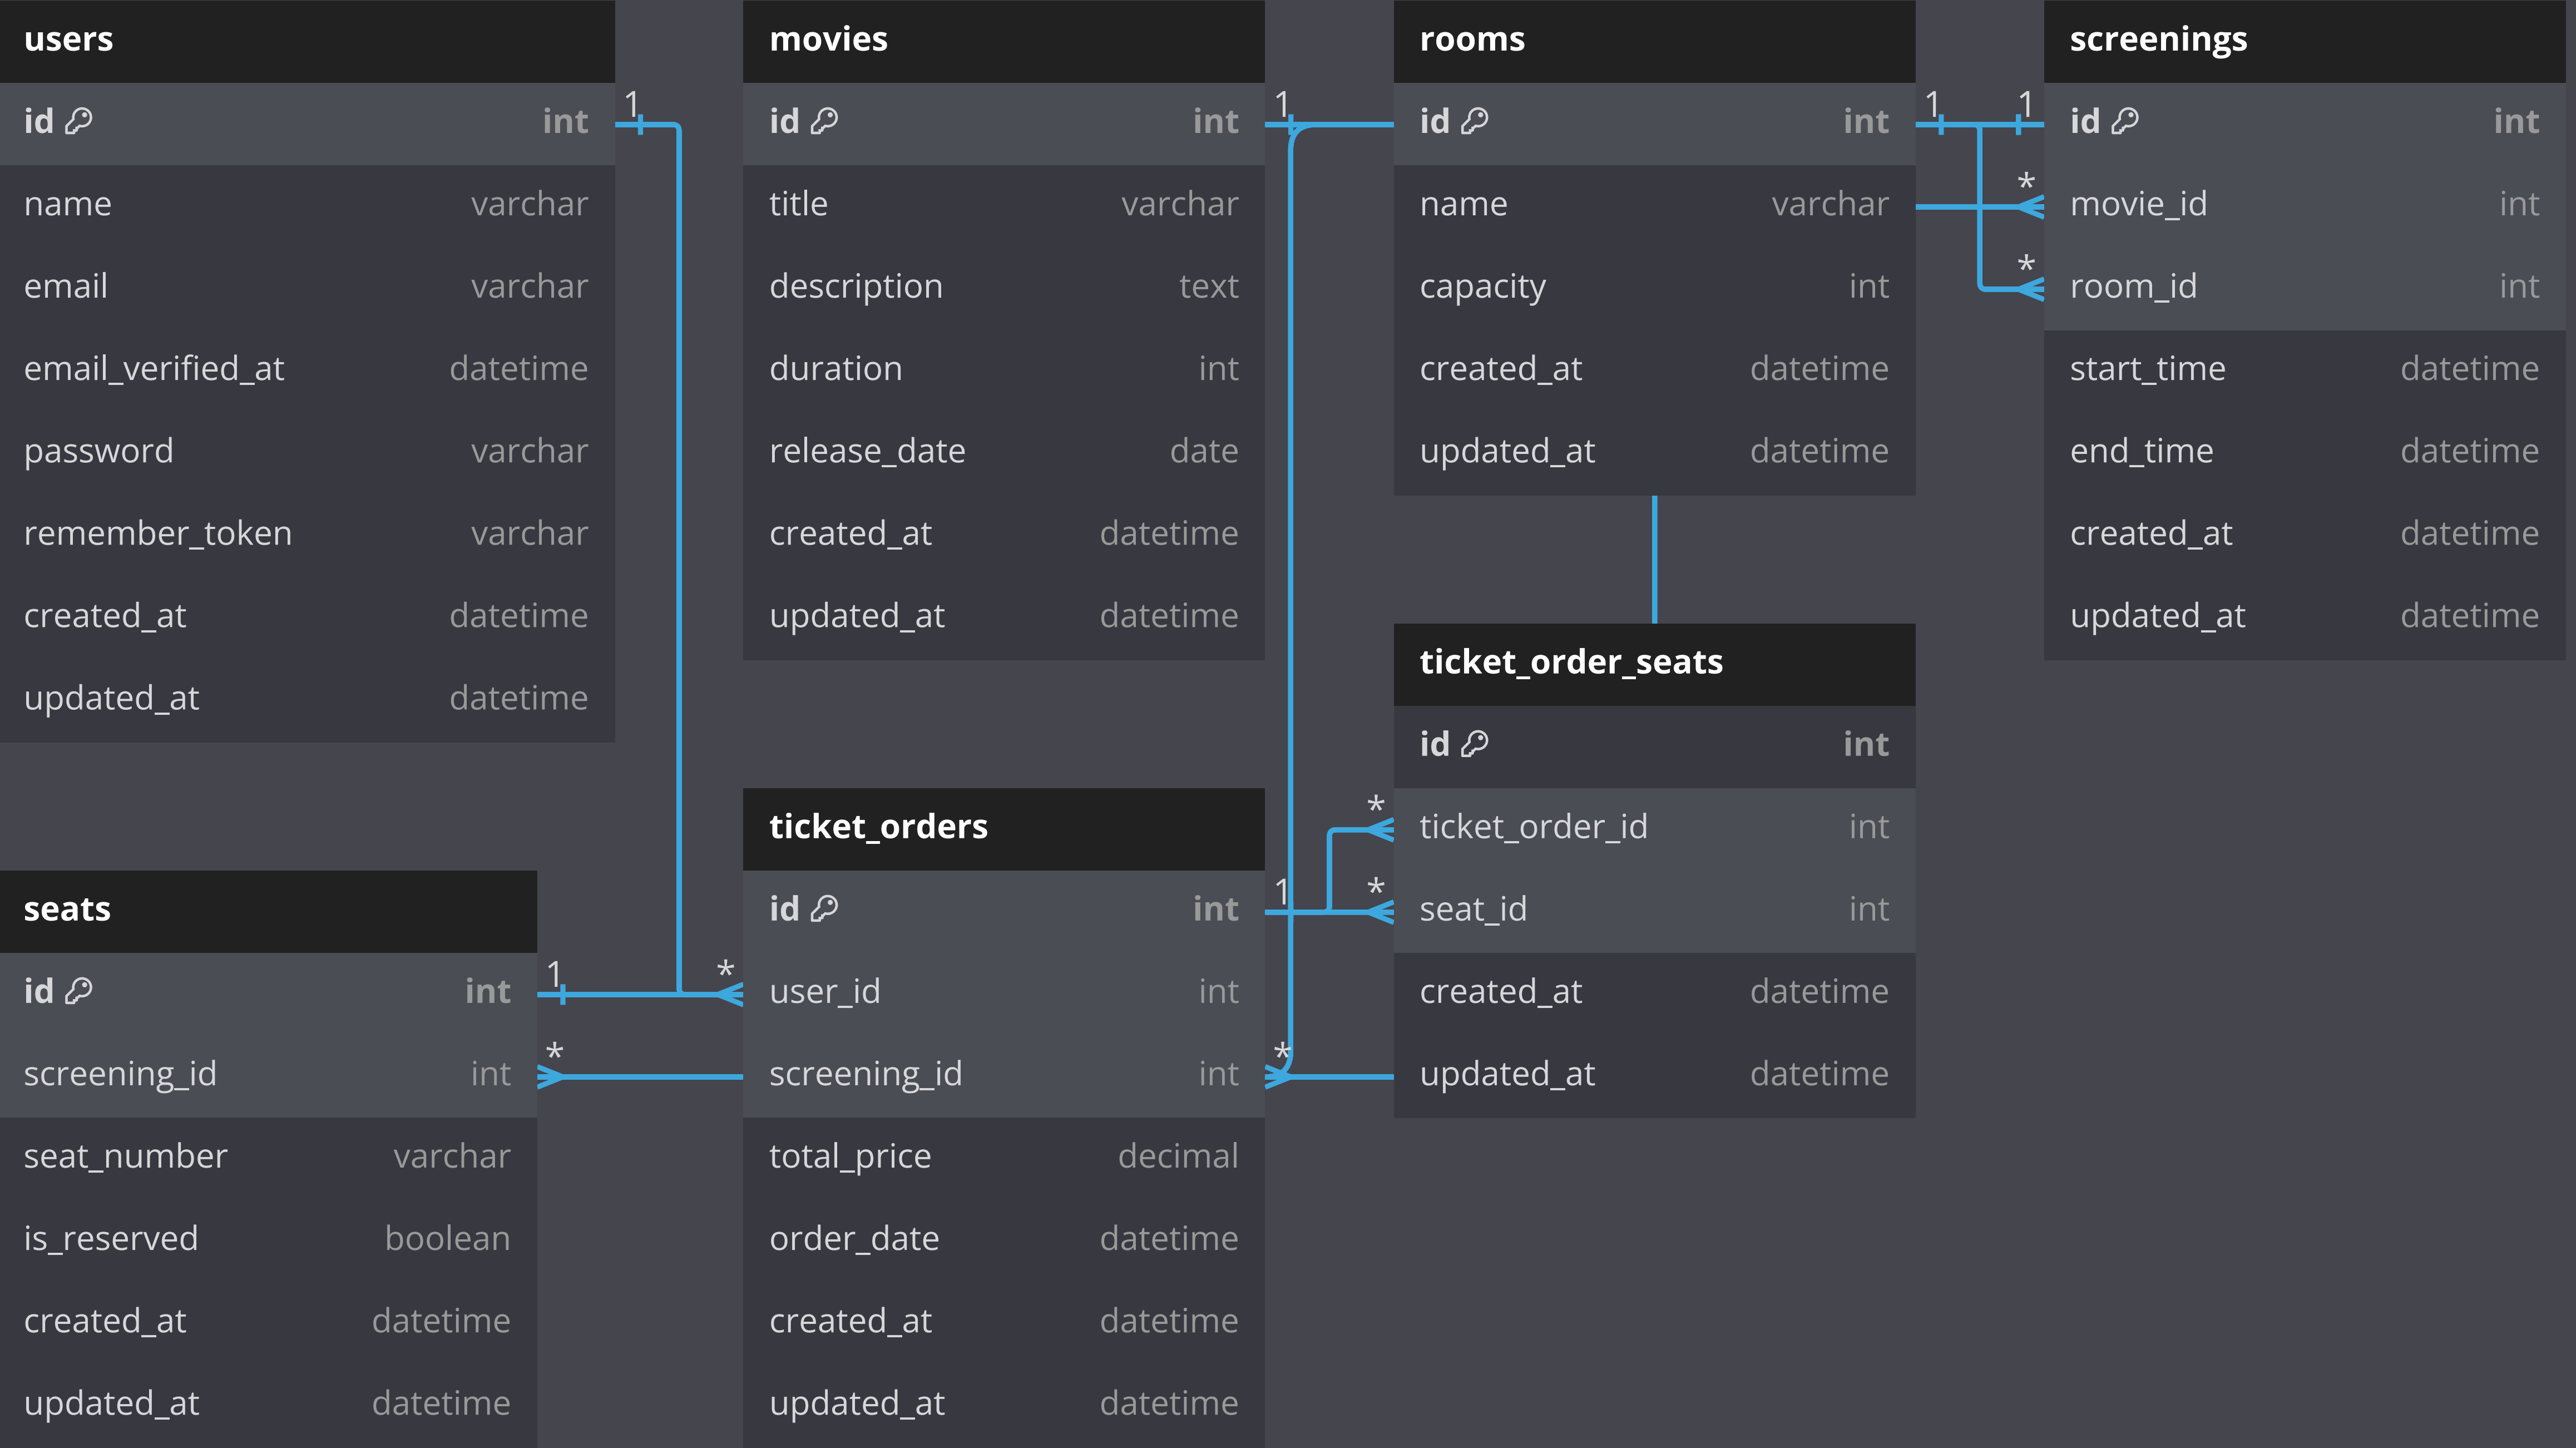 users
id int
name varchar
email varchar
email_verified_at datetime
password varchar
remember_token varchar
created_at datetime
updated_at datetime
movies
id int
title varchar
description text
duration int
release_date date
created_at datetime
updated_at datetime
rooms
id int
name varchar
capacity int
created_at datetime
updated_at datetime
screenings
id int
movie_id int
room_id int
start_time datetime
end_time datetime
created_at datetime
updated_at datetime
seats
id int
screening_id int
seat_number varchar
is_reserved boolean
created_at datetime
updated_at datetime
ticket_orders
id int
user_id int
screening_id int
total_price decimal
order_date datetime
created_at datetime
updated_at datetime
ticket_order_seats
id int
ticket_order_id int
seat_id int
created_at datetime
updated_at datetime
1
1
1
1
*
*
*
*
1
1
*
*
*